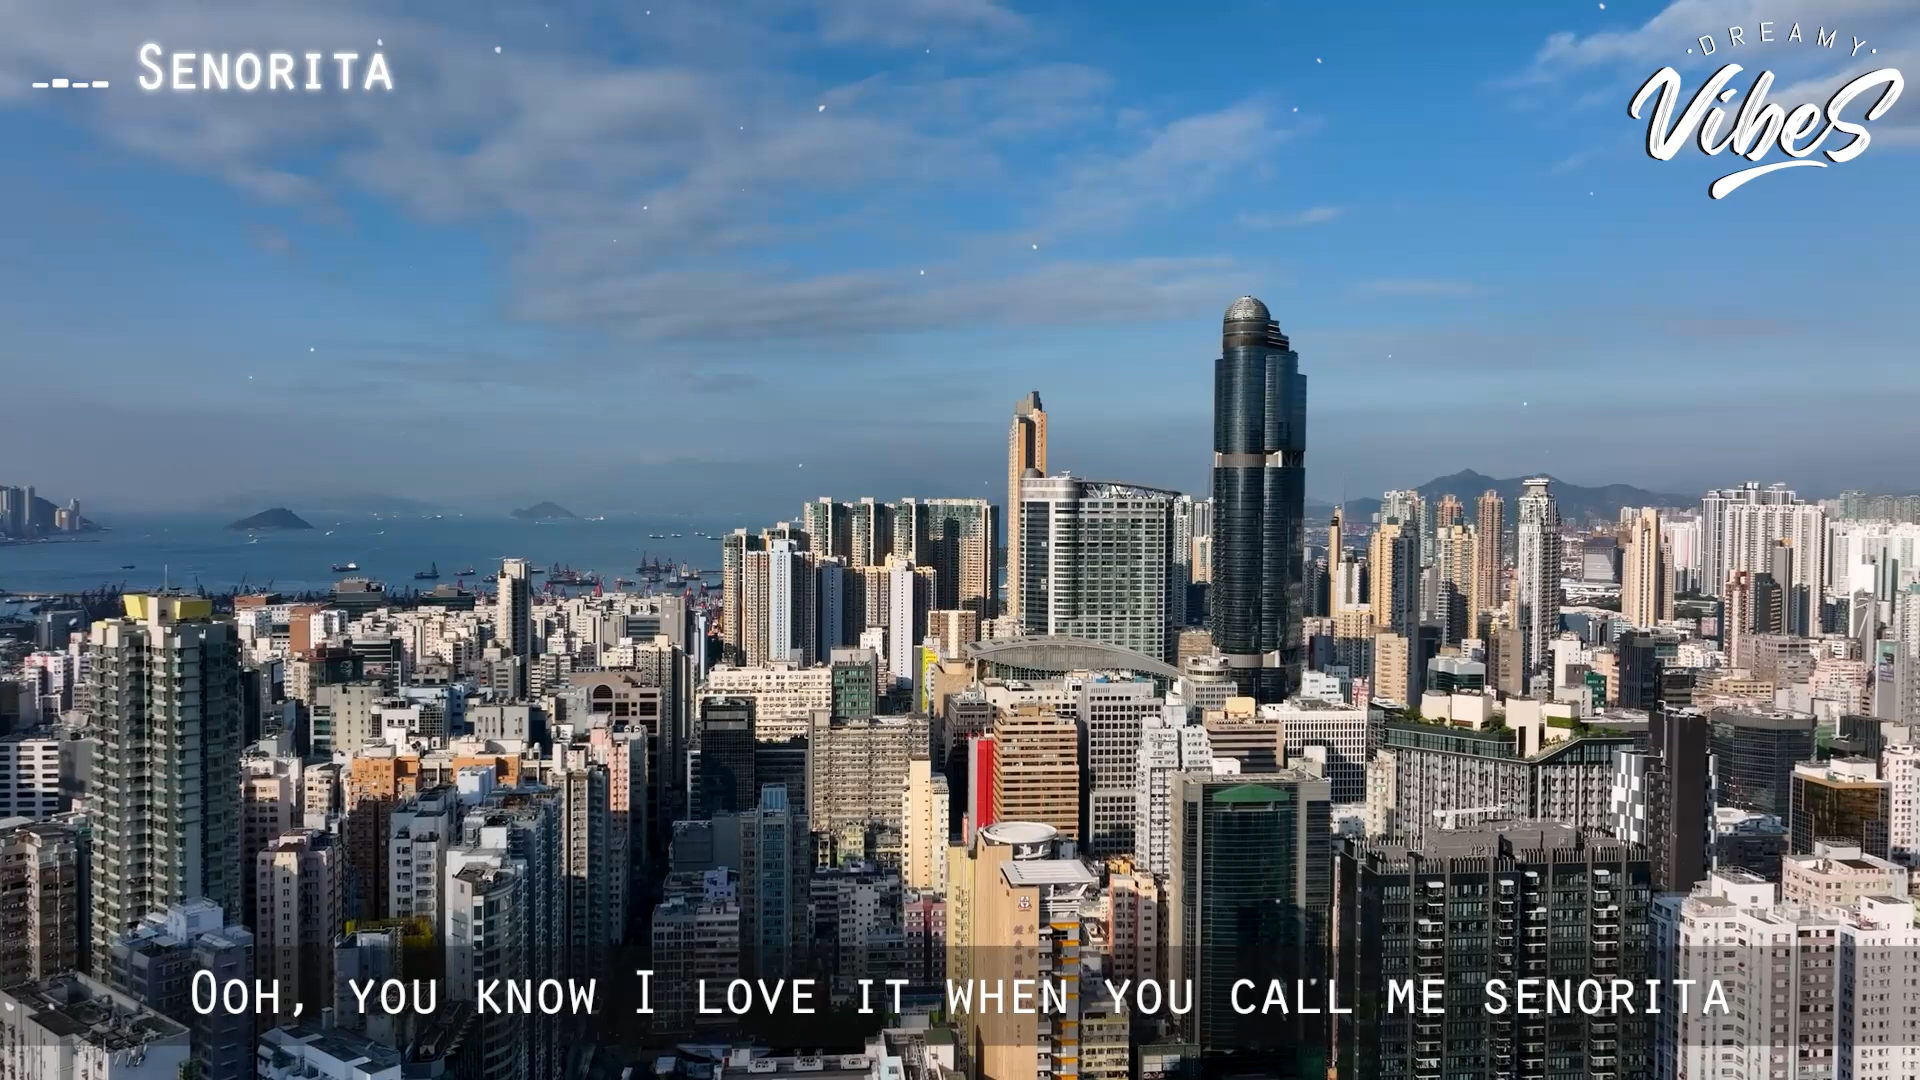 SENORITA
DREAMY
Vibes
OOH, YOU KNOW I LOVE IT WHEN YOU CALL ME SENORITA